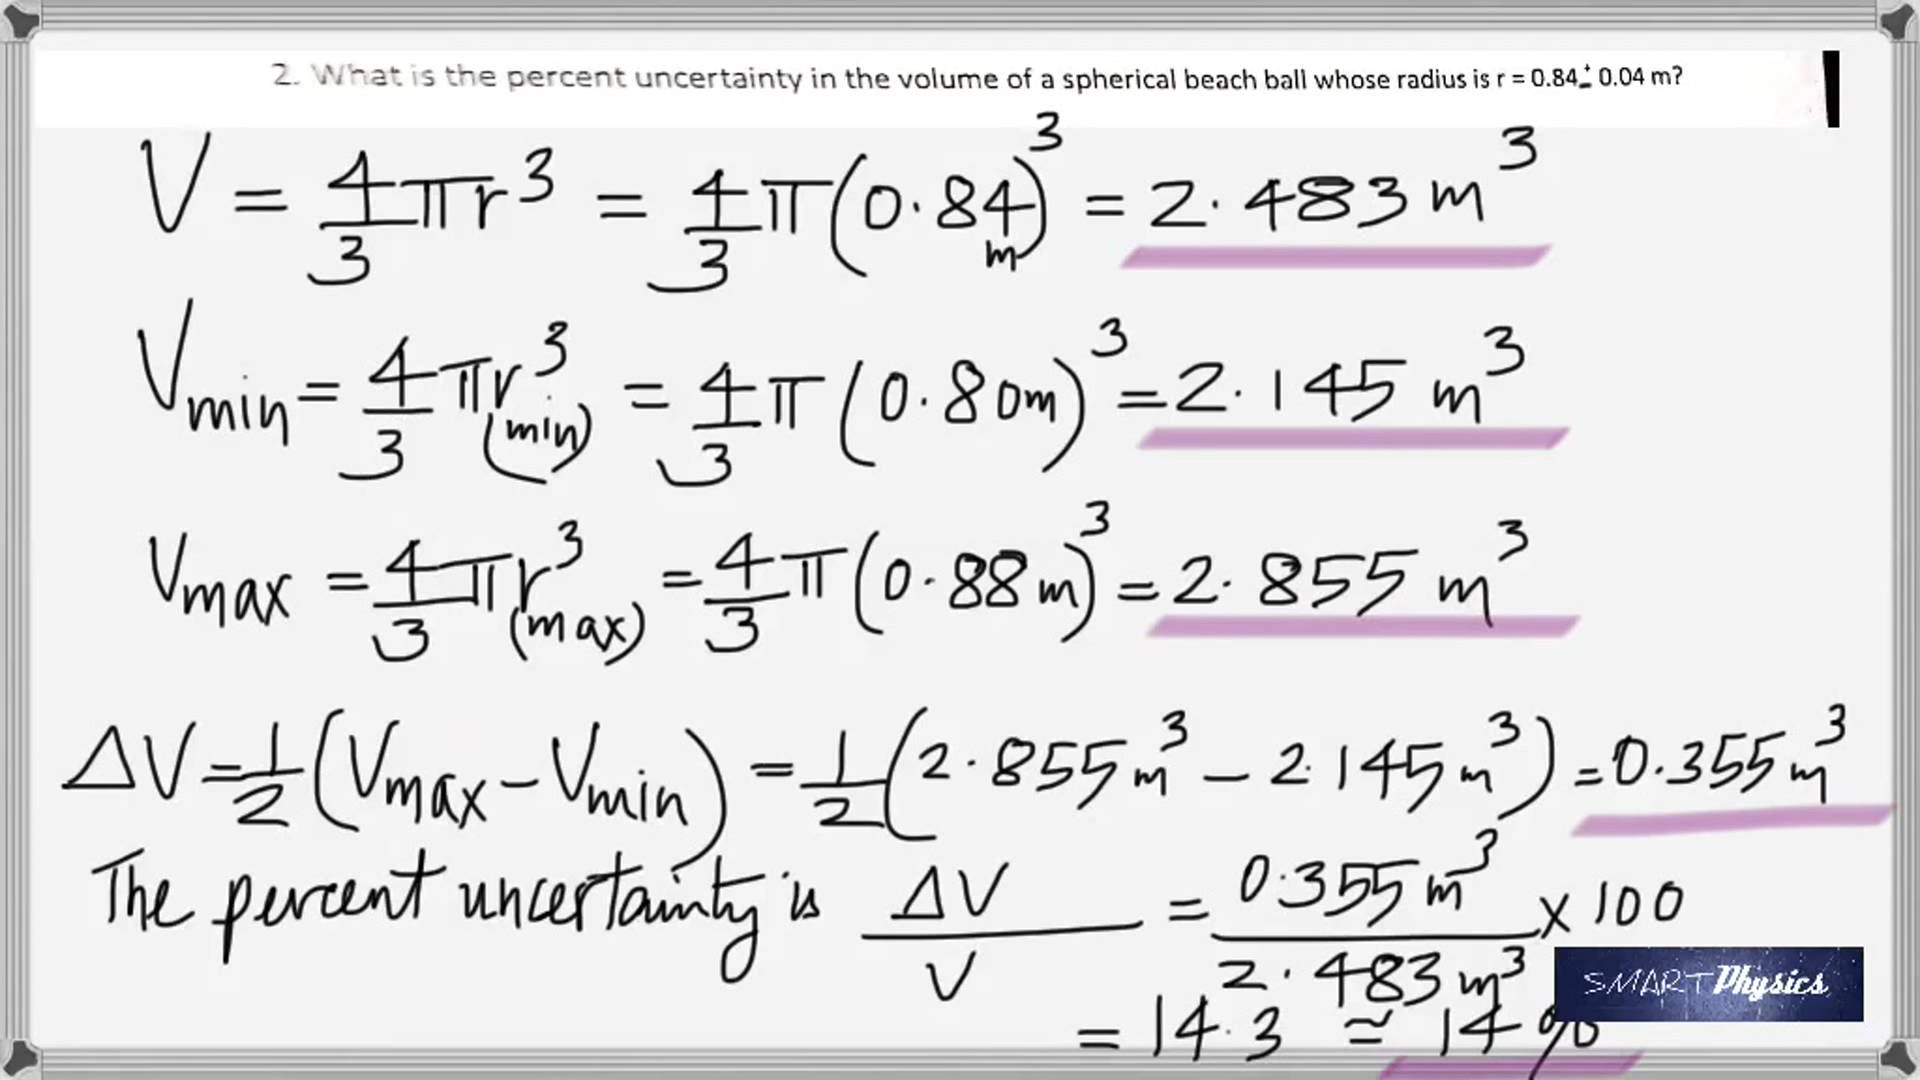 2. What is the percent uncertainty in the volume of a spherical beach ball whose radius is r = 0.84 ± 0.04 m?
V = 4/3 πr³ = 4/3 π(0.84 m)³ = 2.483 m³
Vmin = 4/3 πr³(min) = 4/3 π (0.80m)³ = 2.145 m³
Vmax = 4/3 πr³(max) = 4/3 π (0.88 m)³ = 2.855 m³
ΔV = 1/2 (Vmax − Vmin) = 1/2 (2.855 m³ − 2.145 m³) = 0.355 m³
The percent uncertainty is ΔV/V = 0.355 m³/2.483 m³ x 100
= 14.3 ≃ 14 %
SMART Physics